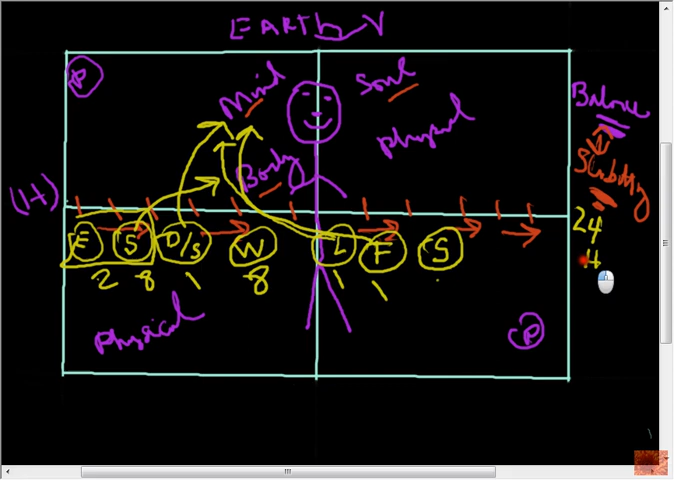 EARTH V
P
Mind
Soul
Balance
physical
Body
Stability
(H)
24
E S D/S W L F S
.4
2 8 1 8 1 1
physical
P